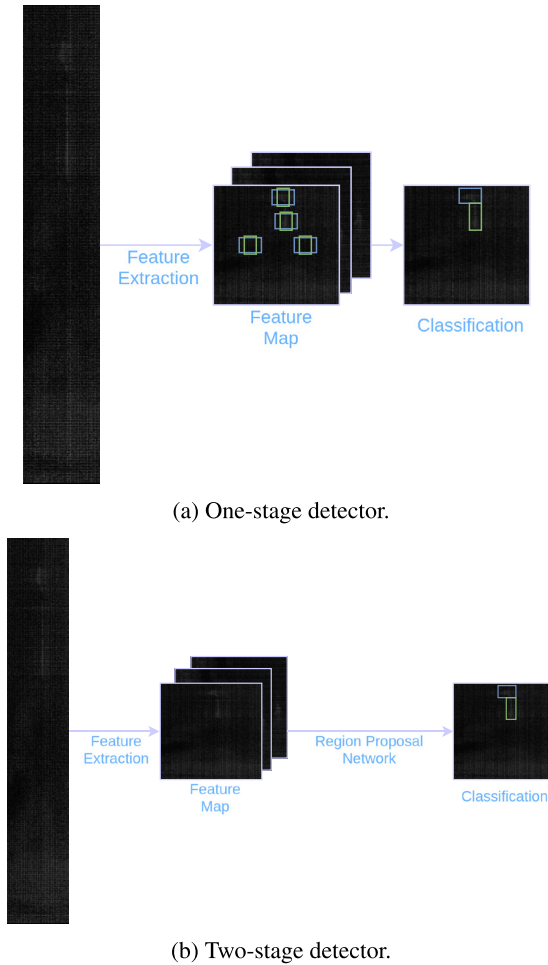 Feature
Extraction
Feature
Map
Classification
(a) One-stage detector.
Feature
Extraction
Feature
Map
Region Proposal
Network
Classification
(b) Two-stage detector.